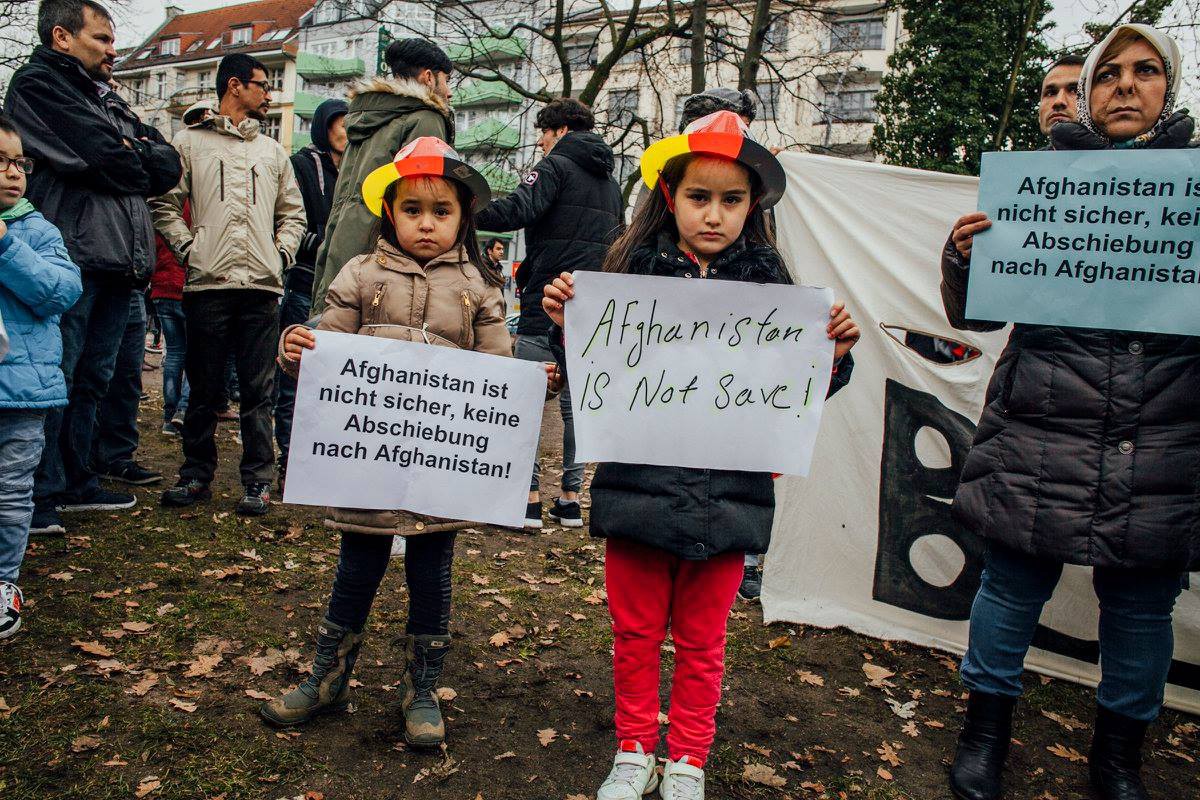 Afghanistan ist
nicht sicher, keine
Abschiebung
nach Afghanistan!
Afghanistan
is Not Save!
Afghanistan is
nicht sicher, kein
Abschiebung
nach Afghanistan
B